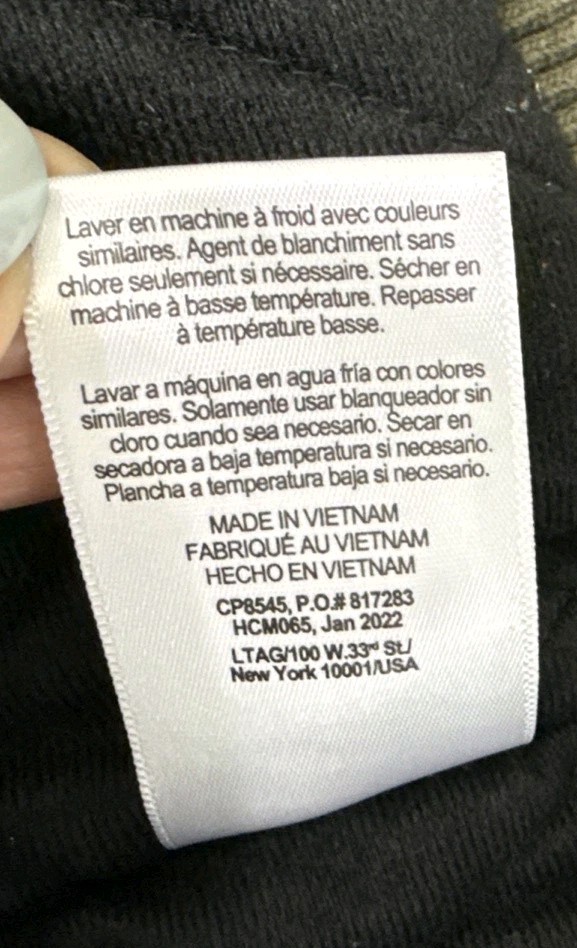 Laver en machine à froid avec couleurs
similaires. Agent de blanchiment sans
chlore seulement si nécessaire. Sécher en
machine à basse température. Repasser
à température basse.
Lavar a máquina en agua fría con colores
similares. Solamente usar blanqueador sin
cloro cuando sea necesario. Secar en
secadora a baja temperatura si necesario.
Plancha a temperatura baja si necesario.
MADE IN VIETNAM
FABRIQUÉ AU VIETNAM
HECHO EN VIETNAM
CP8545, P.O.# 817283
HCM065, Jan 2022
LTAG/100 W.33rd St./
New York 10001/USA